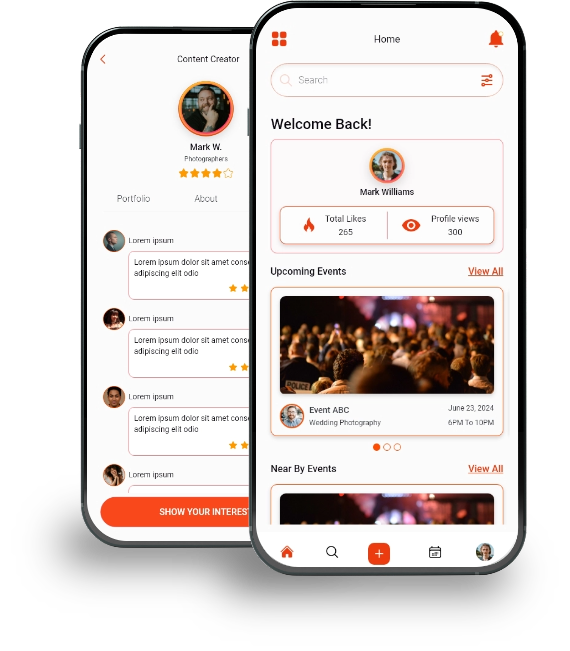 Content Creator
Mark W.
Photographers
Portfolio
About
Lorem ipsum
Lorem ipsum dolor sit amet conse
adipiscing elit odio
Lorem ipsum
Lorem ipsum dolor sit amet conse
adipiscing elit odio
Lorem ipsum
Lorem ipsum dolor sit amet conse
adipiscing elit odio
Lorem ipsum
SHOW YOUR INTEREST
Home
Search
Welcome Back!
Mark Williams
Total Likes
265
Profile views
300
Upcoming Events
View All
POLICE
Event ABC
Wedding Photography
June 23, 2024
6PM To 10PM
Near By Events
View All